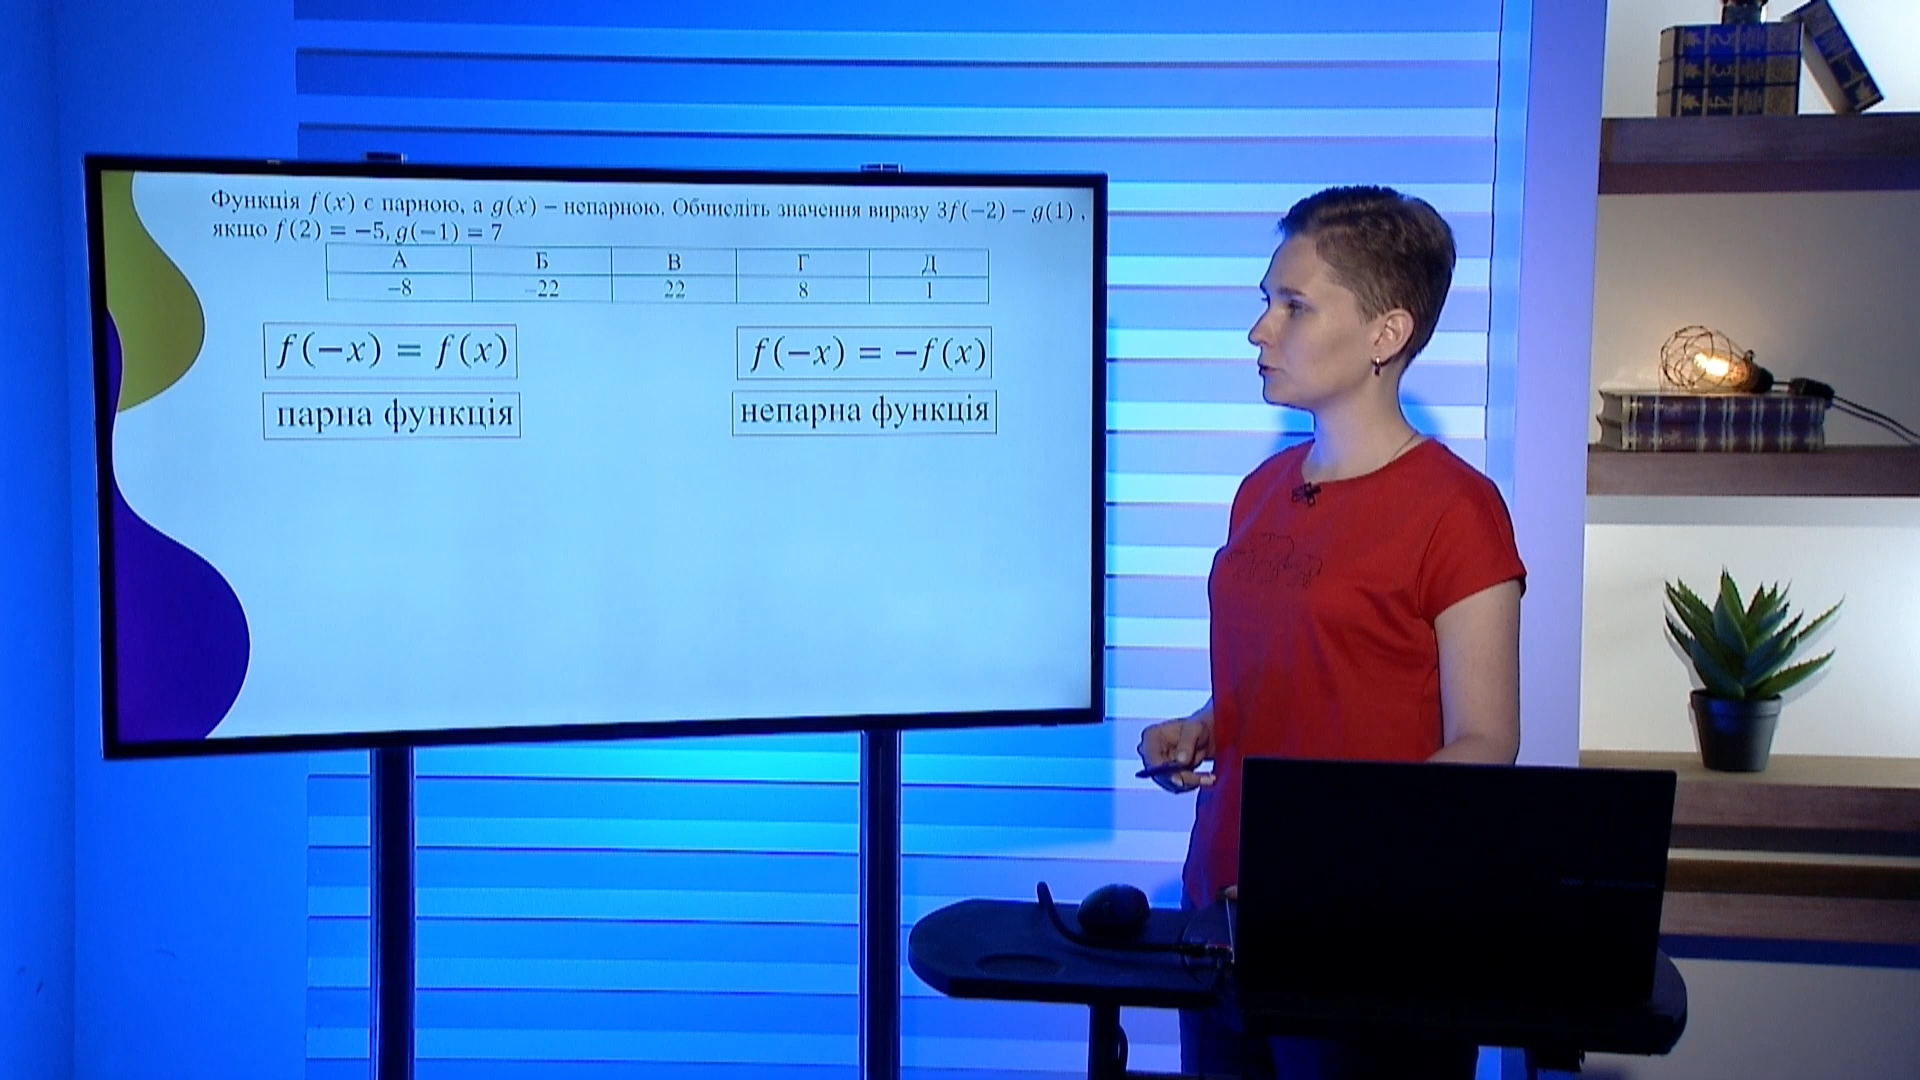 Функція f(x) є парною, а g(x) – непарною. Обчисліть значення виразу 3f(−2) − g(1) ,
якщо f(2) = −5, g(−1) = 7
А Б В Г Д
−8 −22 22 8 1
f(−x) = f(x) f(−x) = −f(x)
парна функція непарна функція